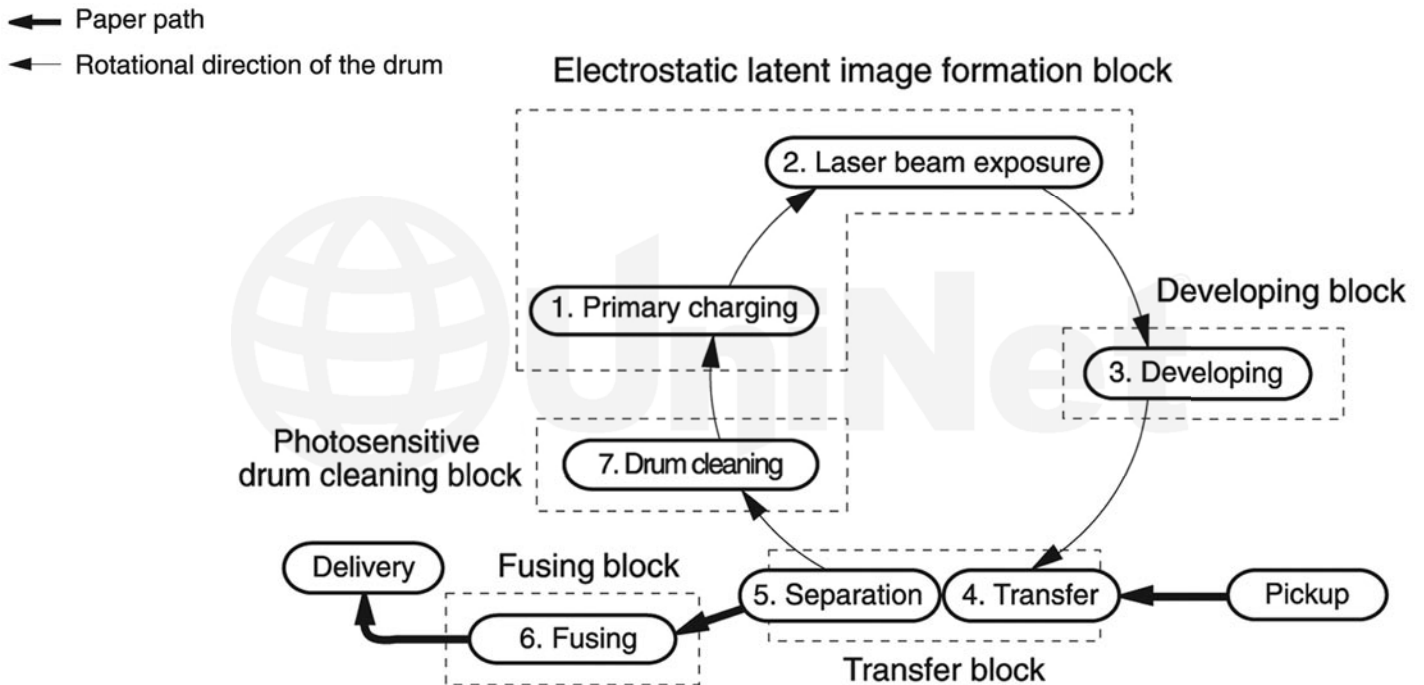 Paper path
Rotational direction of the drum
Electrostatic latent image formation block
2. Laser beam exposure
1. Primary charging
Developing block
3. Developing
Photosensitive
drum cleaning block
7. Drum cleaning
Delivery
Fusing block
5. Separation
4. Transfer
Pickup
6. Fusing
Transfer block
UniNet